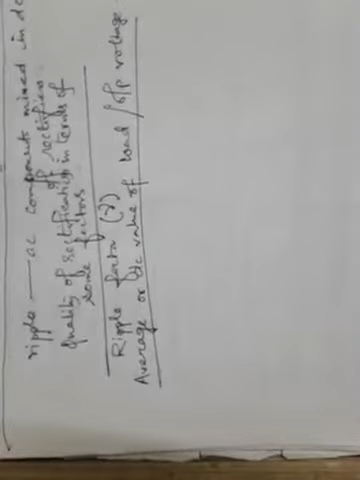 ripple — ac components mixed in dc
of rectifier
Quality of rectification in terms of
some factors
Ripple factor (γ)
Average or dc value of load / o/p voltage